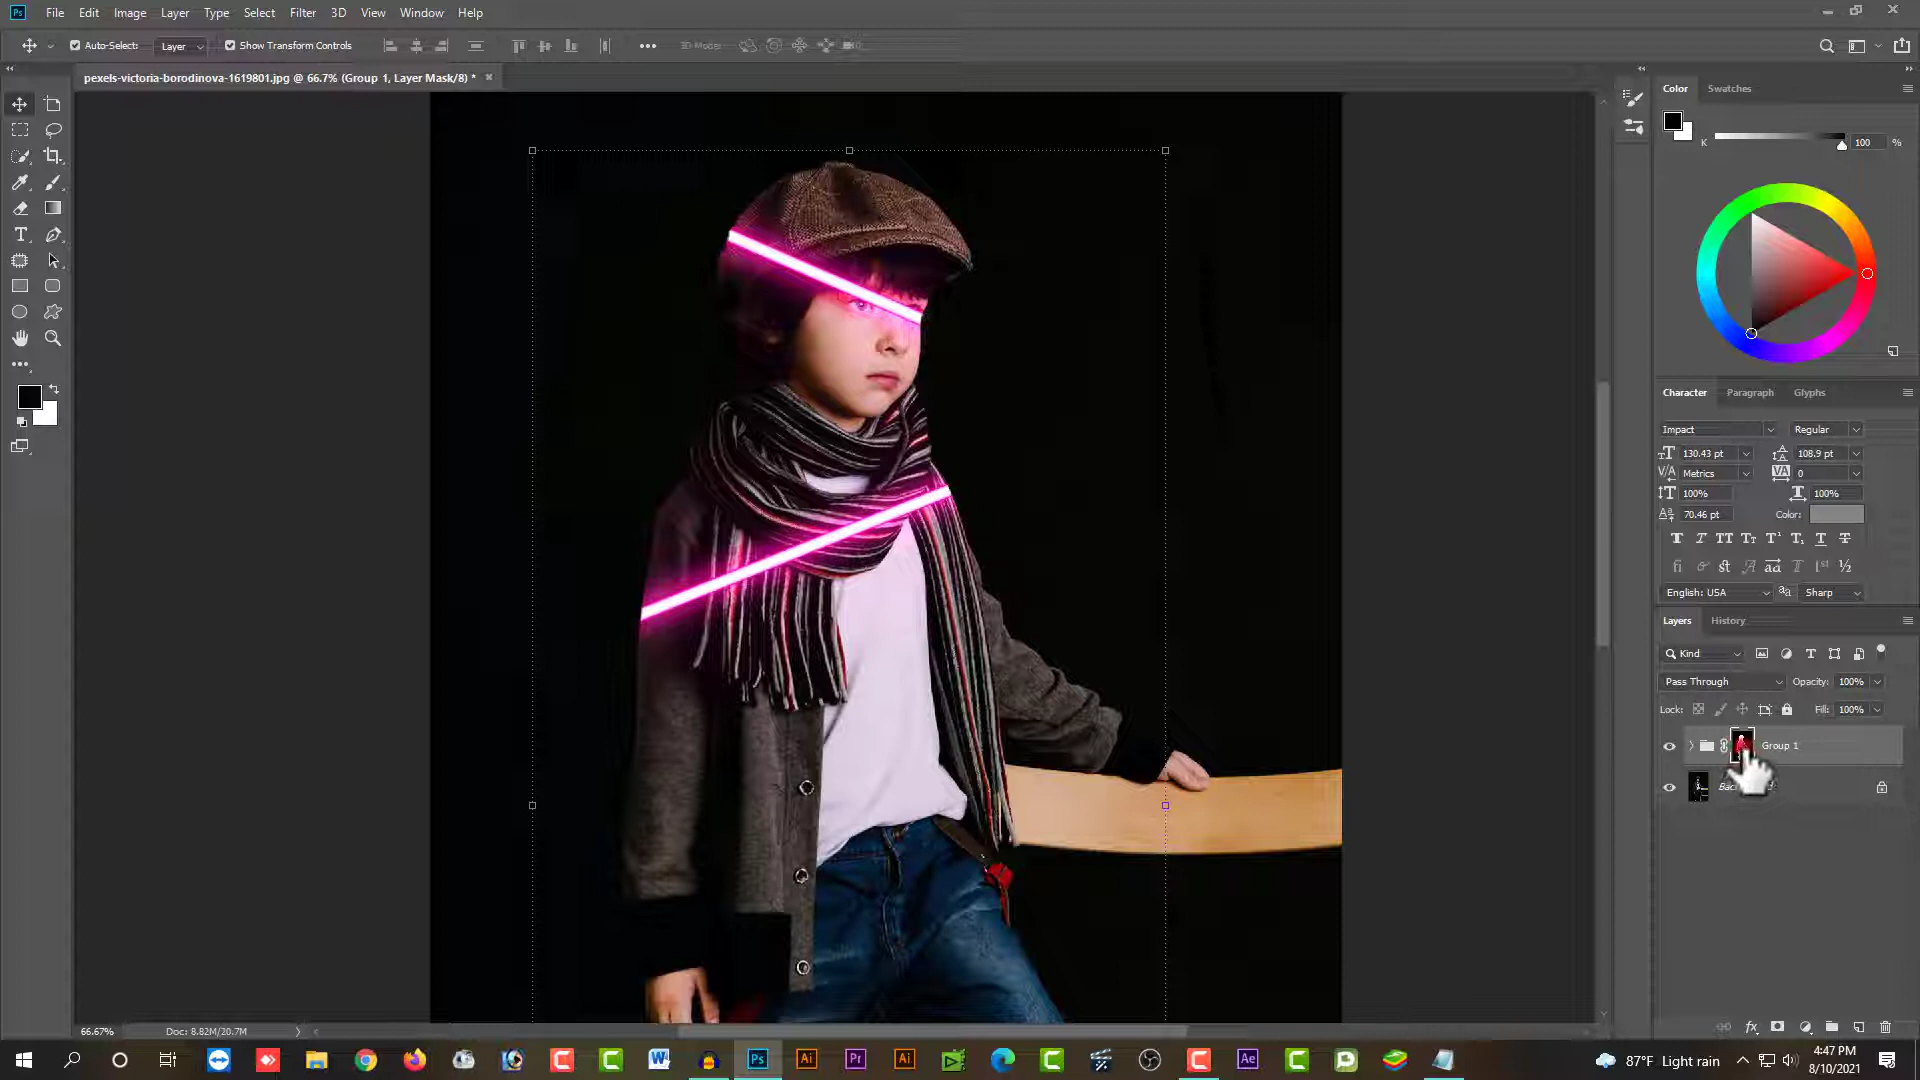 Ps File Edit Image Layer Type Select Filter 3D View Window Help
Auto-Select: Layer Show Transform Controls 3D Mode:
pexels-victoria-borodinova-1619801.jpg @ 66.7% (Group 1, Layer Mask/8) *
Color Swatches
K 100 %
Character Paragraph Glyphs
Impact Regular
130.43 pt 108.9 pt
Metrics 0
100% 100%
70.46 pt Color:
English: USA Sharp
Layers History
Kind
Pass Through Opacity: 100%
Lock: Fill: 100%
Group 1
66.67% Doc: 8.82M/20.7M
87°F Light rain
4:47 PM
8/10/2021